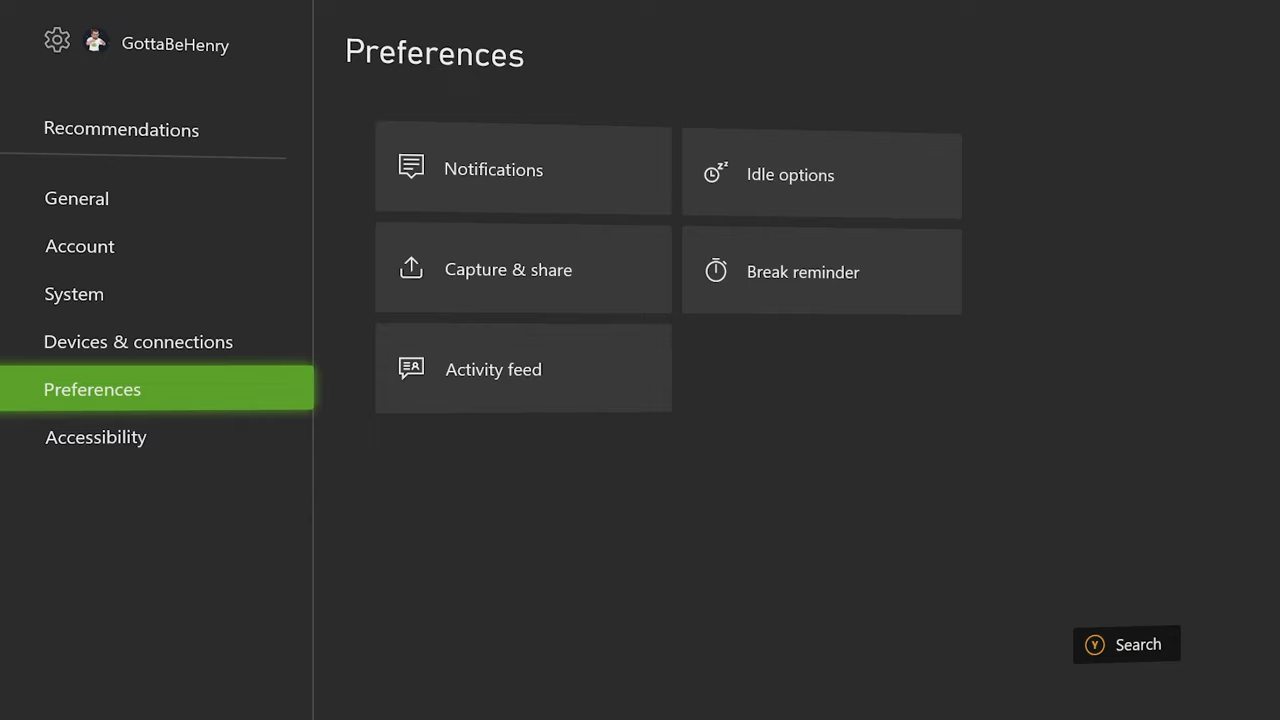 GottaBeHenry
Recommendations
General
Account
System
Devices & connections
Preferences
Accessibility
Preferences
Notifications
Idle options
Capture & share
Break reminder
Activity feed
Y Search